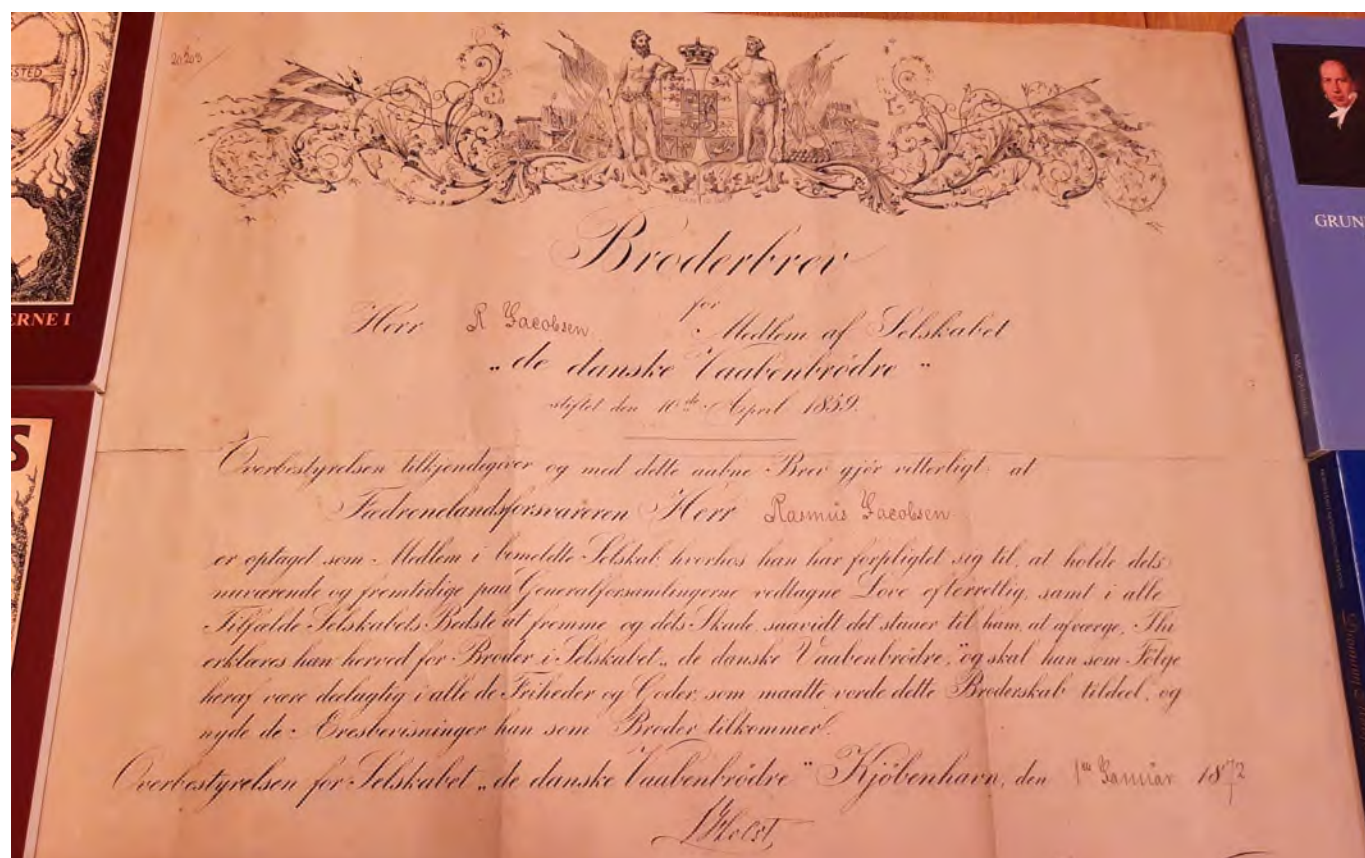 STED
ERNE I
S
GRUN
20203
Broderbrev
for
Herr R Jacobsen Medlem af Selskabet
„de danske Vaabenbrødre"
stiftet den 10de April 1859.
Overbestyrelsen tilkjendegiver og med dette aabne Brev gjør vitterligt, at
Fædrenelandsforsvareren Herr Rasmus Jacobsen
er optaget som Medlem i bemeldte Selskab, hvorhos han har forpligtet sig til, at holde dets
nuværende og fremtidige paa Generalforsamlingerne vedtagne Love efterrettig, samt i alle
Tilfælde Selskabets Bedste at fremme og dets Skade, saavidt det staaer til ham, at afværge, Thi
erklæres han herved for Broder i Selskabet „de danske Vaabenbrødre," og skal han som Følge
heraf være deelagtig i alle de Friheder og Goder, som maatte vorde dette Broderskab tildeel, og
nyde de Æresbevisninger han som Broder tilkommer.
Overbestyrelsen for Selskabet „de danske Vaabenbrødre" Kjøbenhavn, den 1ste Januar 1872
Holst